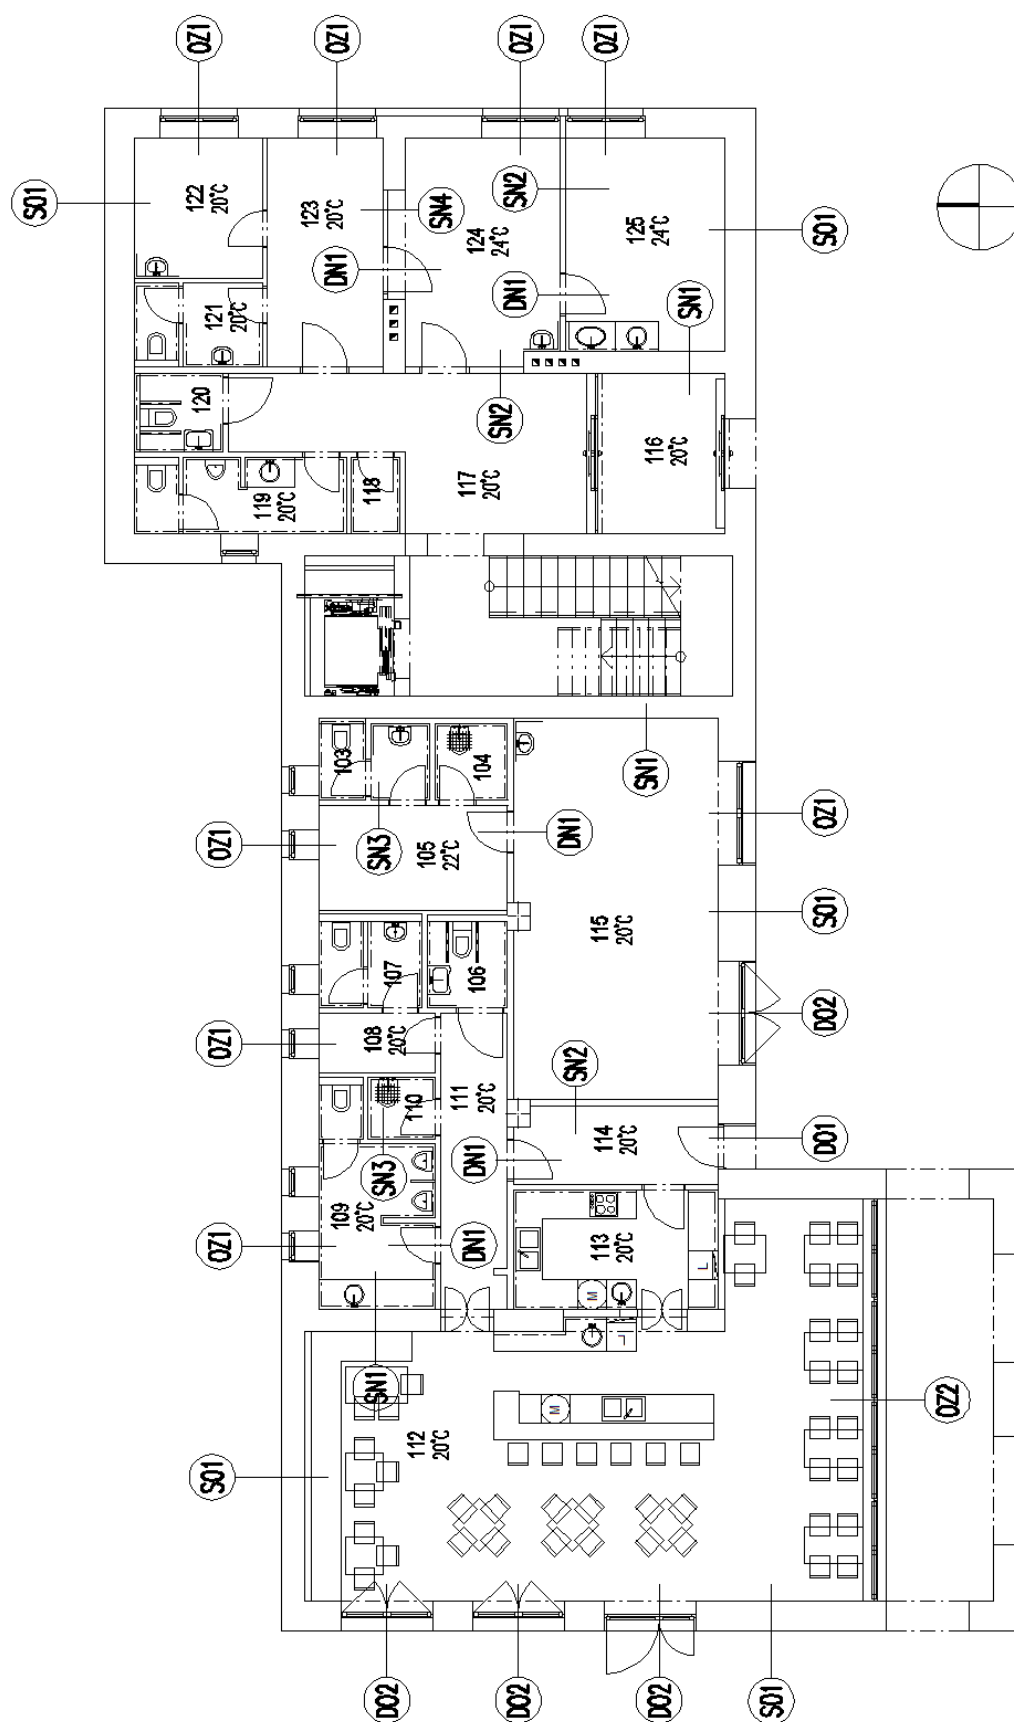 OZ1
OZ1
OZ1
OZ1
SO1
122
20°C
123
20°C
SN4
SN2
124
24°C
125
24°C
SO1
DN1
DN1
SN1
121
20°C
120
SN2
116
20°C
117
20°C
118
119
20°C
103
104
SN1
OZ1
SN3
105
22°C
DN1
OZ1
115
20°C
SO1
107
106
OZ1
108
20°C
DO2
SN2
110
111
20°C
114
20°C
DO1
DN1
SN3
109
20°C
OZ1
DN1
113
20°C
L
M
L
SN1
M
OZ2
112
20°C
SO1
DO2
DO2
DO2
SO1